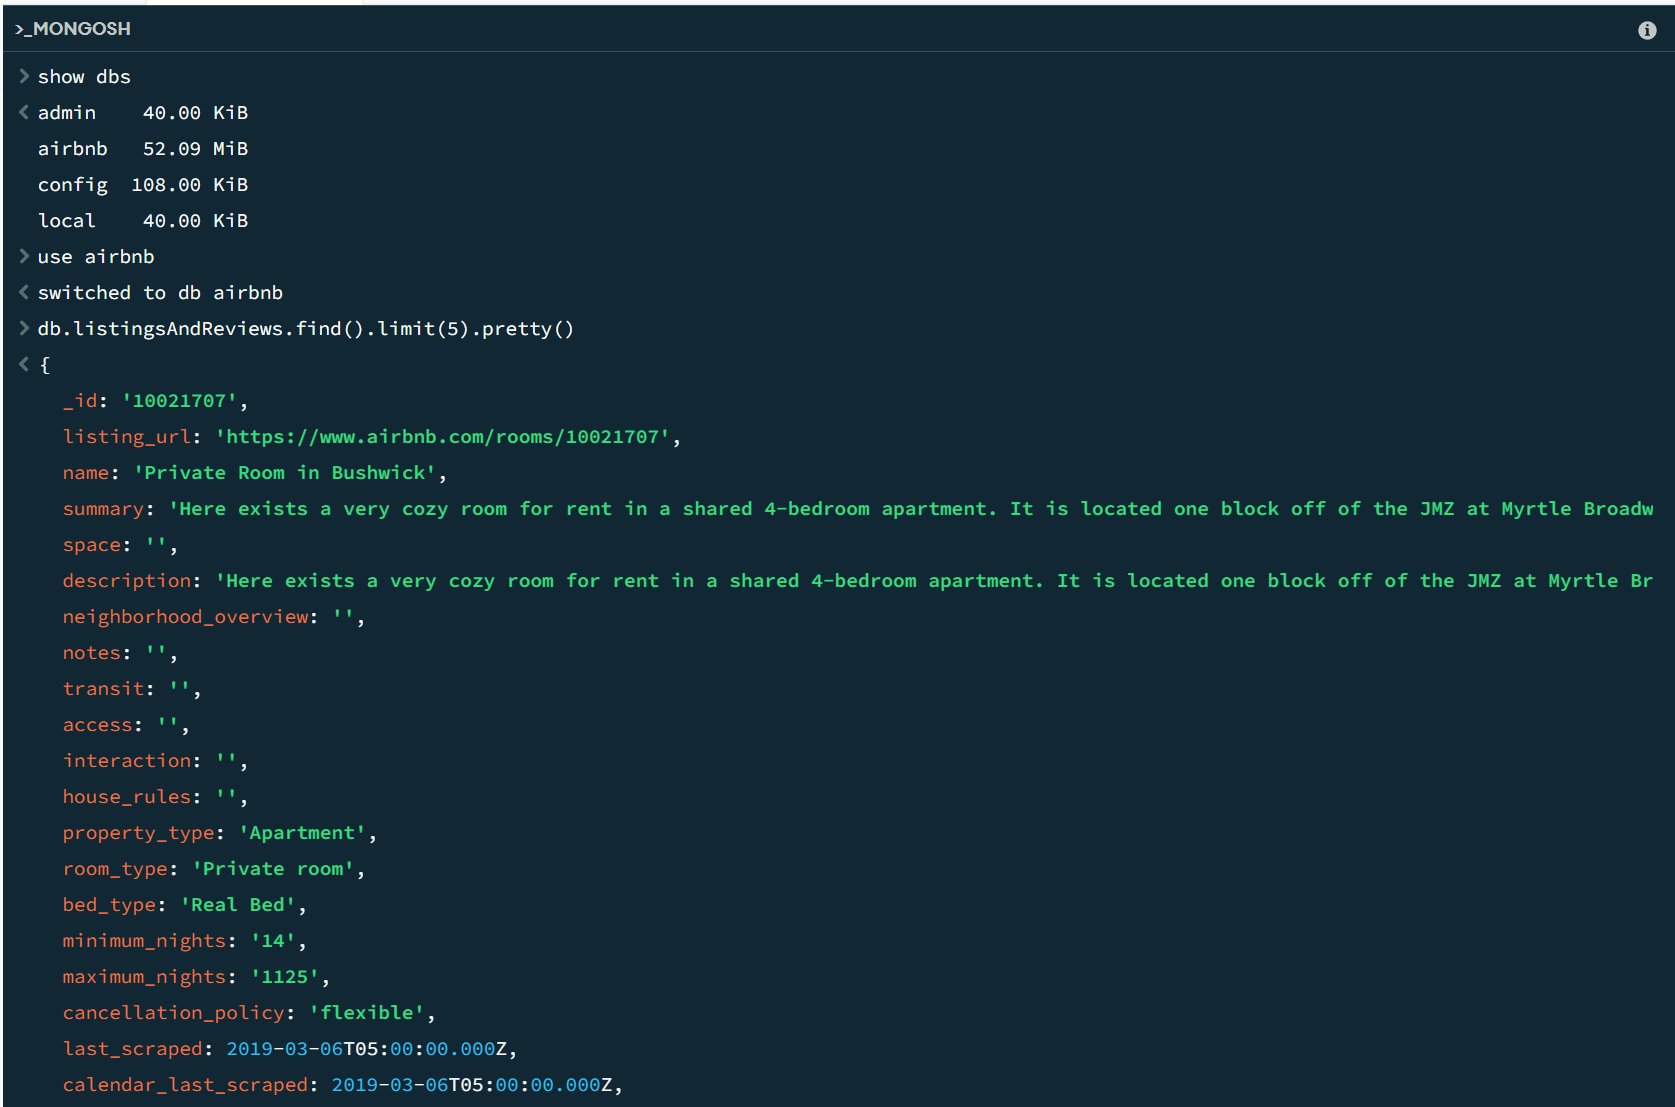 >_MONGOSH
> show dbs
< admin    40.00 KiB
airbnb   52.09 MiB
config  108.00 KiB
local    40.00 KiB
> use airbnb
< switched to db airbnb
> db.listingsAndReviews.find().limit(5).pretty()
< {
_id: '10021707',
listing_url: 'https://www.airbnb.com/rooms/10021707',
name: 'Private Room in Bushwick',
summary: 'Here exists a very cozy room for rent in a shared 4-bedroom apartment. It is located one block off of the JMZ at Myrtle Broadw
space: '',
description: 'Here exists a very cozy room for rent in a shared 4-bedroom apartment. It is located one block off of the JMZ at Myrtle Br
neighborhood_overview: '',
notes: '',
transit: '',
access: '',
interaction: '',
house_rules: '',
property_type: 'Apartment',
room_type: 'Private room',
bed_type: 'Real Bed',
minimum_nights: '14',
maximum_nights: '1125',
cancellation_policy: 'flexible',
last_scraped: 2019-03-06T05:00:00.000Z,
calendar_last_scraped: 2019-03-06T05:00:00.000Z,